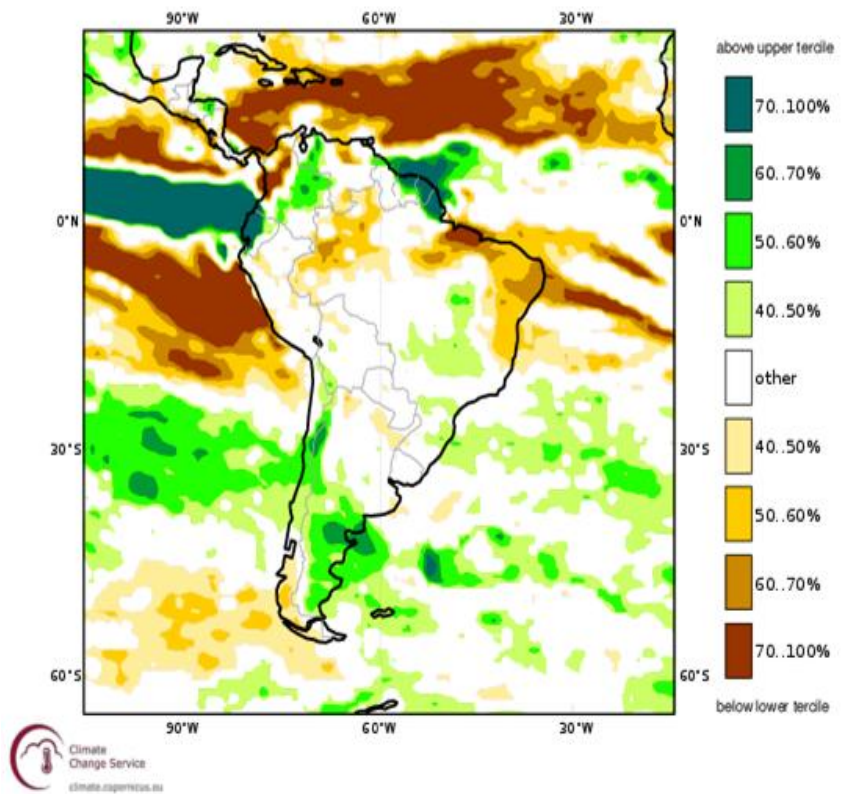 90°W 60°W 30°W
above upper tercile
70..100%
60..70%
50..60%
40..50%
other
40..50%
50..60%
60..70%
70..100%
below lower tercile
0°N 0°N
30°S 30°S
60°S 60°S
90°W 60°W 30°W
Climate
Change Service
climate.copernicus.eu